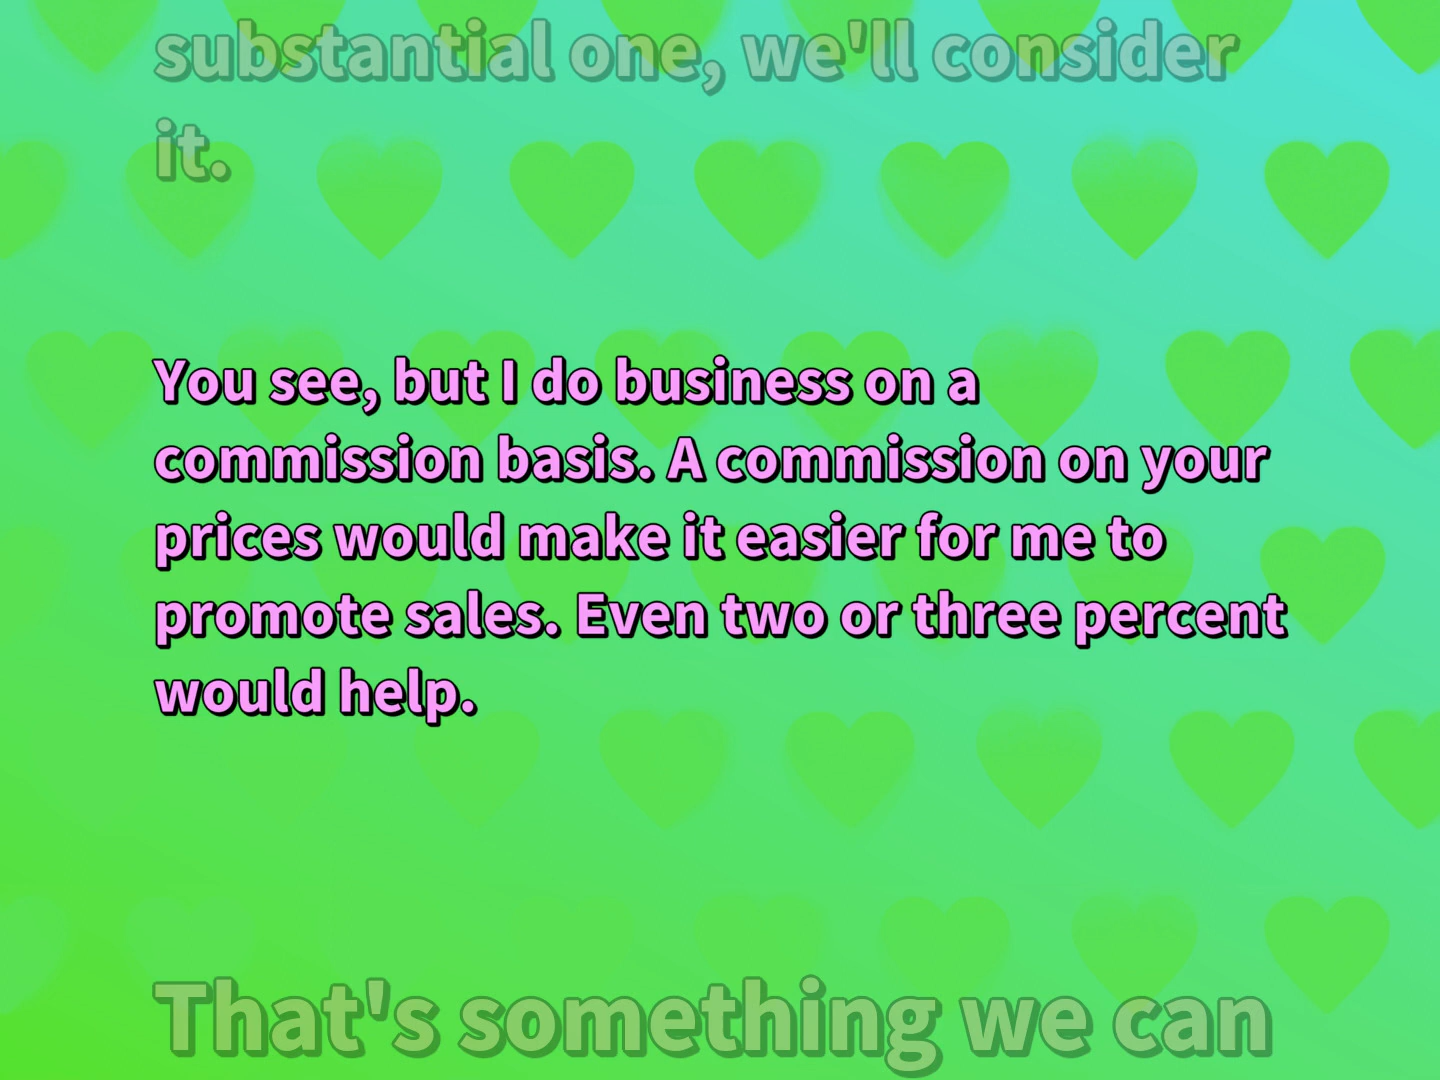 substantial one, we'll consider
it.
You see, but I do business on a
commission basis. A commission on your
prices would make it easier for me to
promote sales. Even two or three percent
would help.
That's something we can